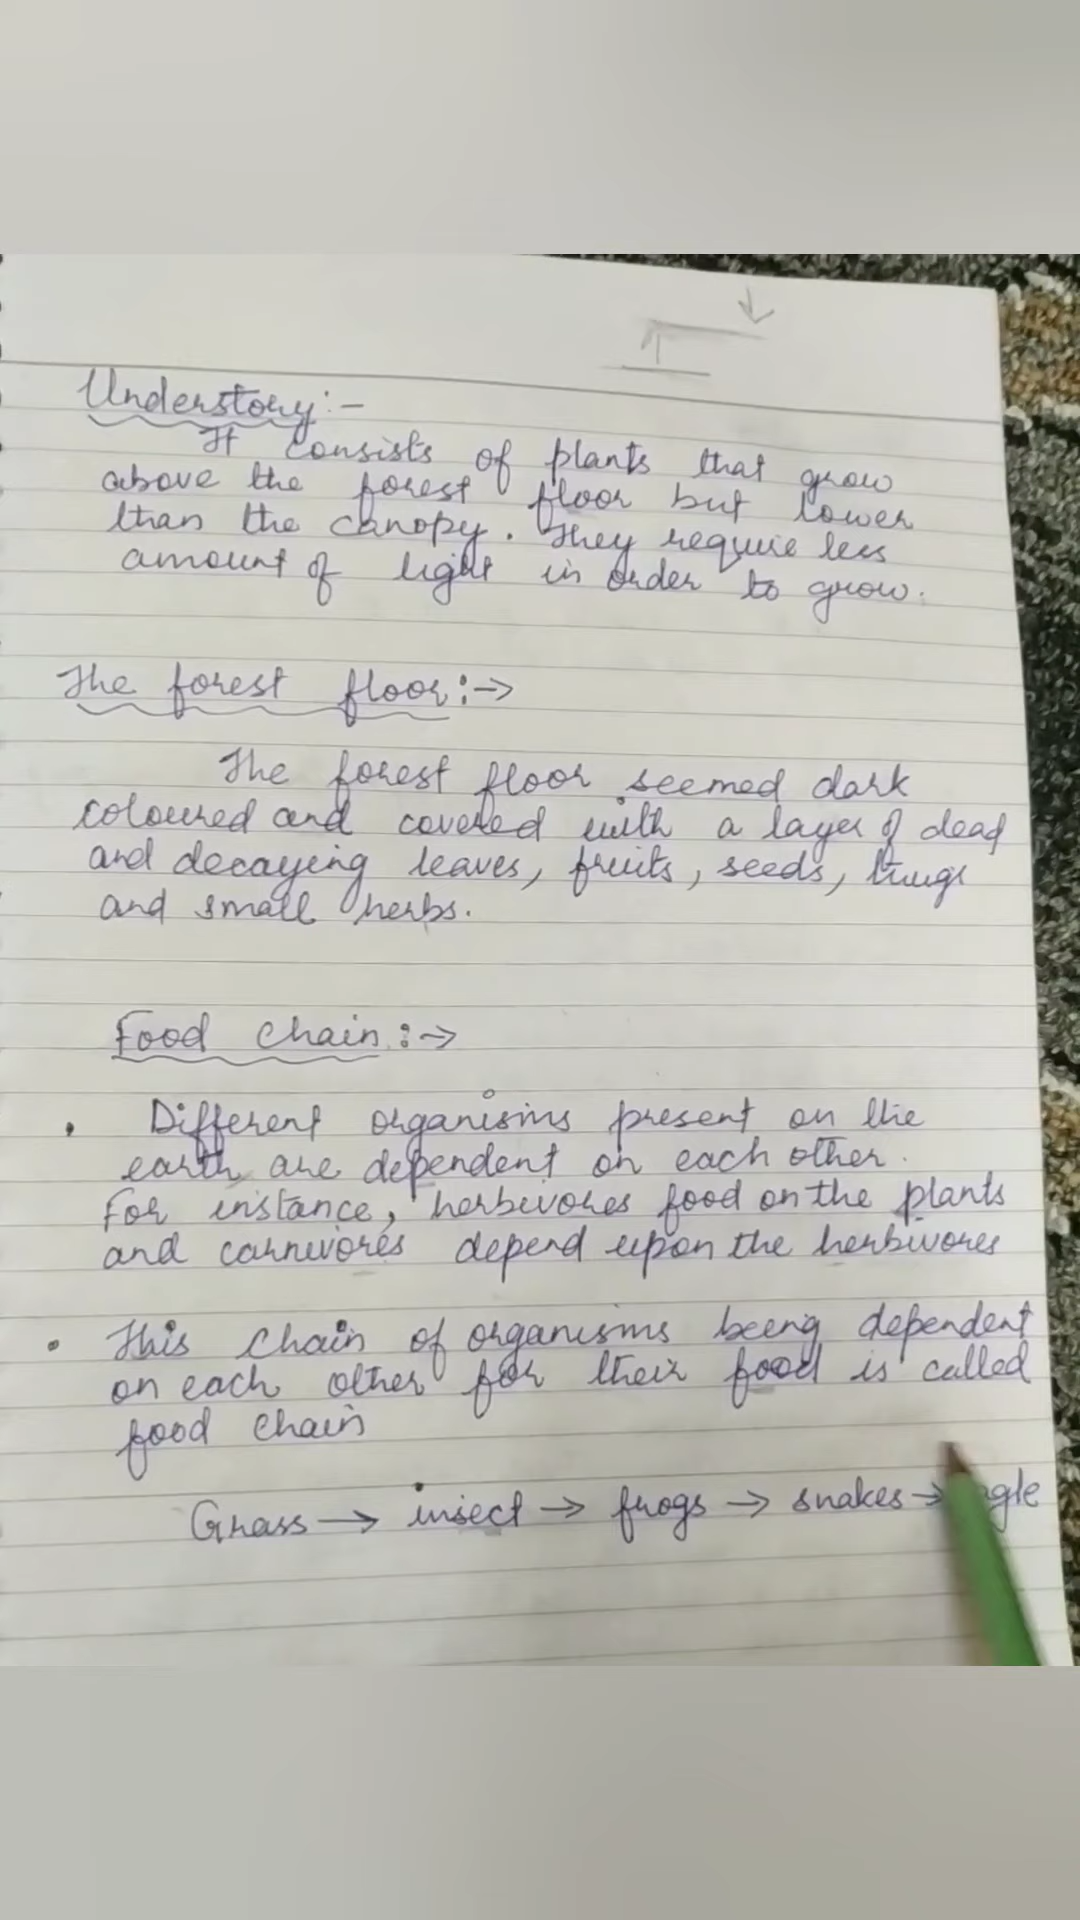 Understory:-
It consists of plants that grow
above the forest floor but lower
than the canopy. They require less
amount of light in order to grow.
The forest floor:->
The forest floor seemed dark
coloured and covered with a layer of dead
and decaying leaves, fruits, seeds, twigs
and small herbs.
Food chain:->
• Different organisms present on the
earth are dependent on each other.
For instance, herbivores food on the plants
and carnivores depend upon the herbivores
• This chain of organisms being dependent
on each other for their food is called
food chain
Grass → insect → frogs → snakes →